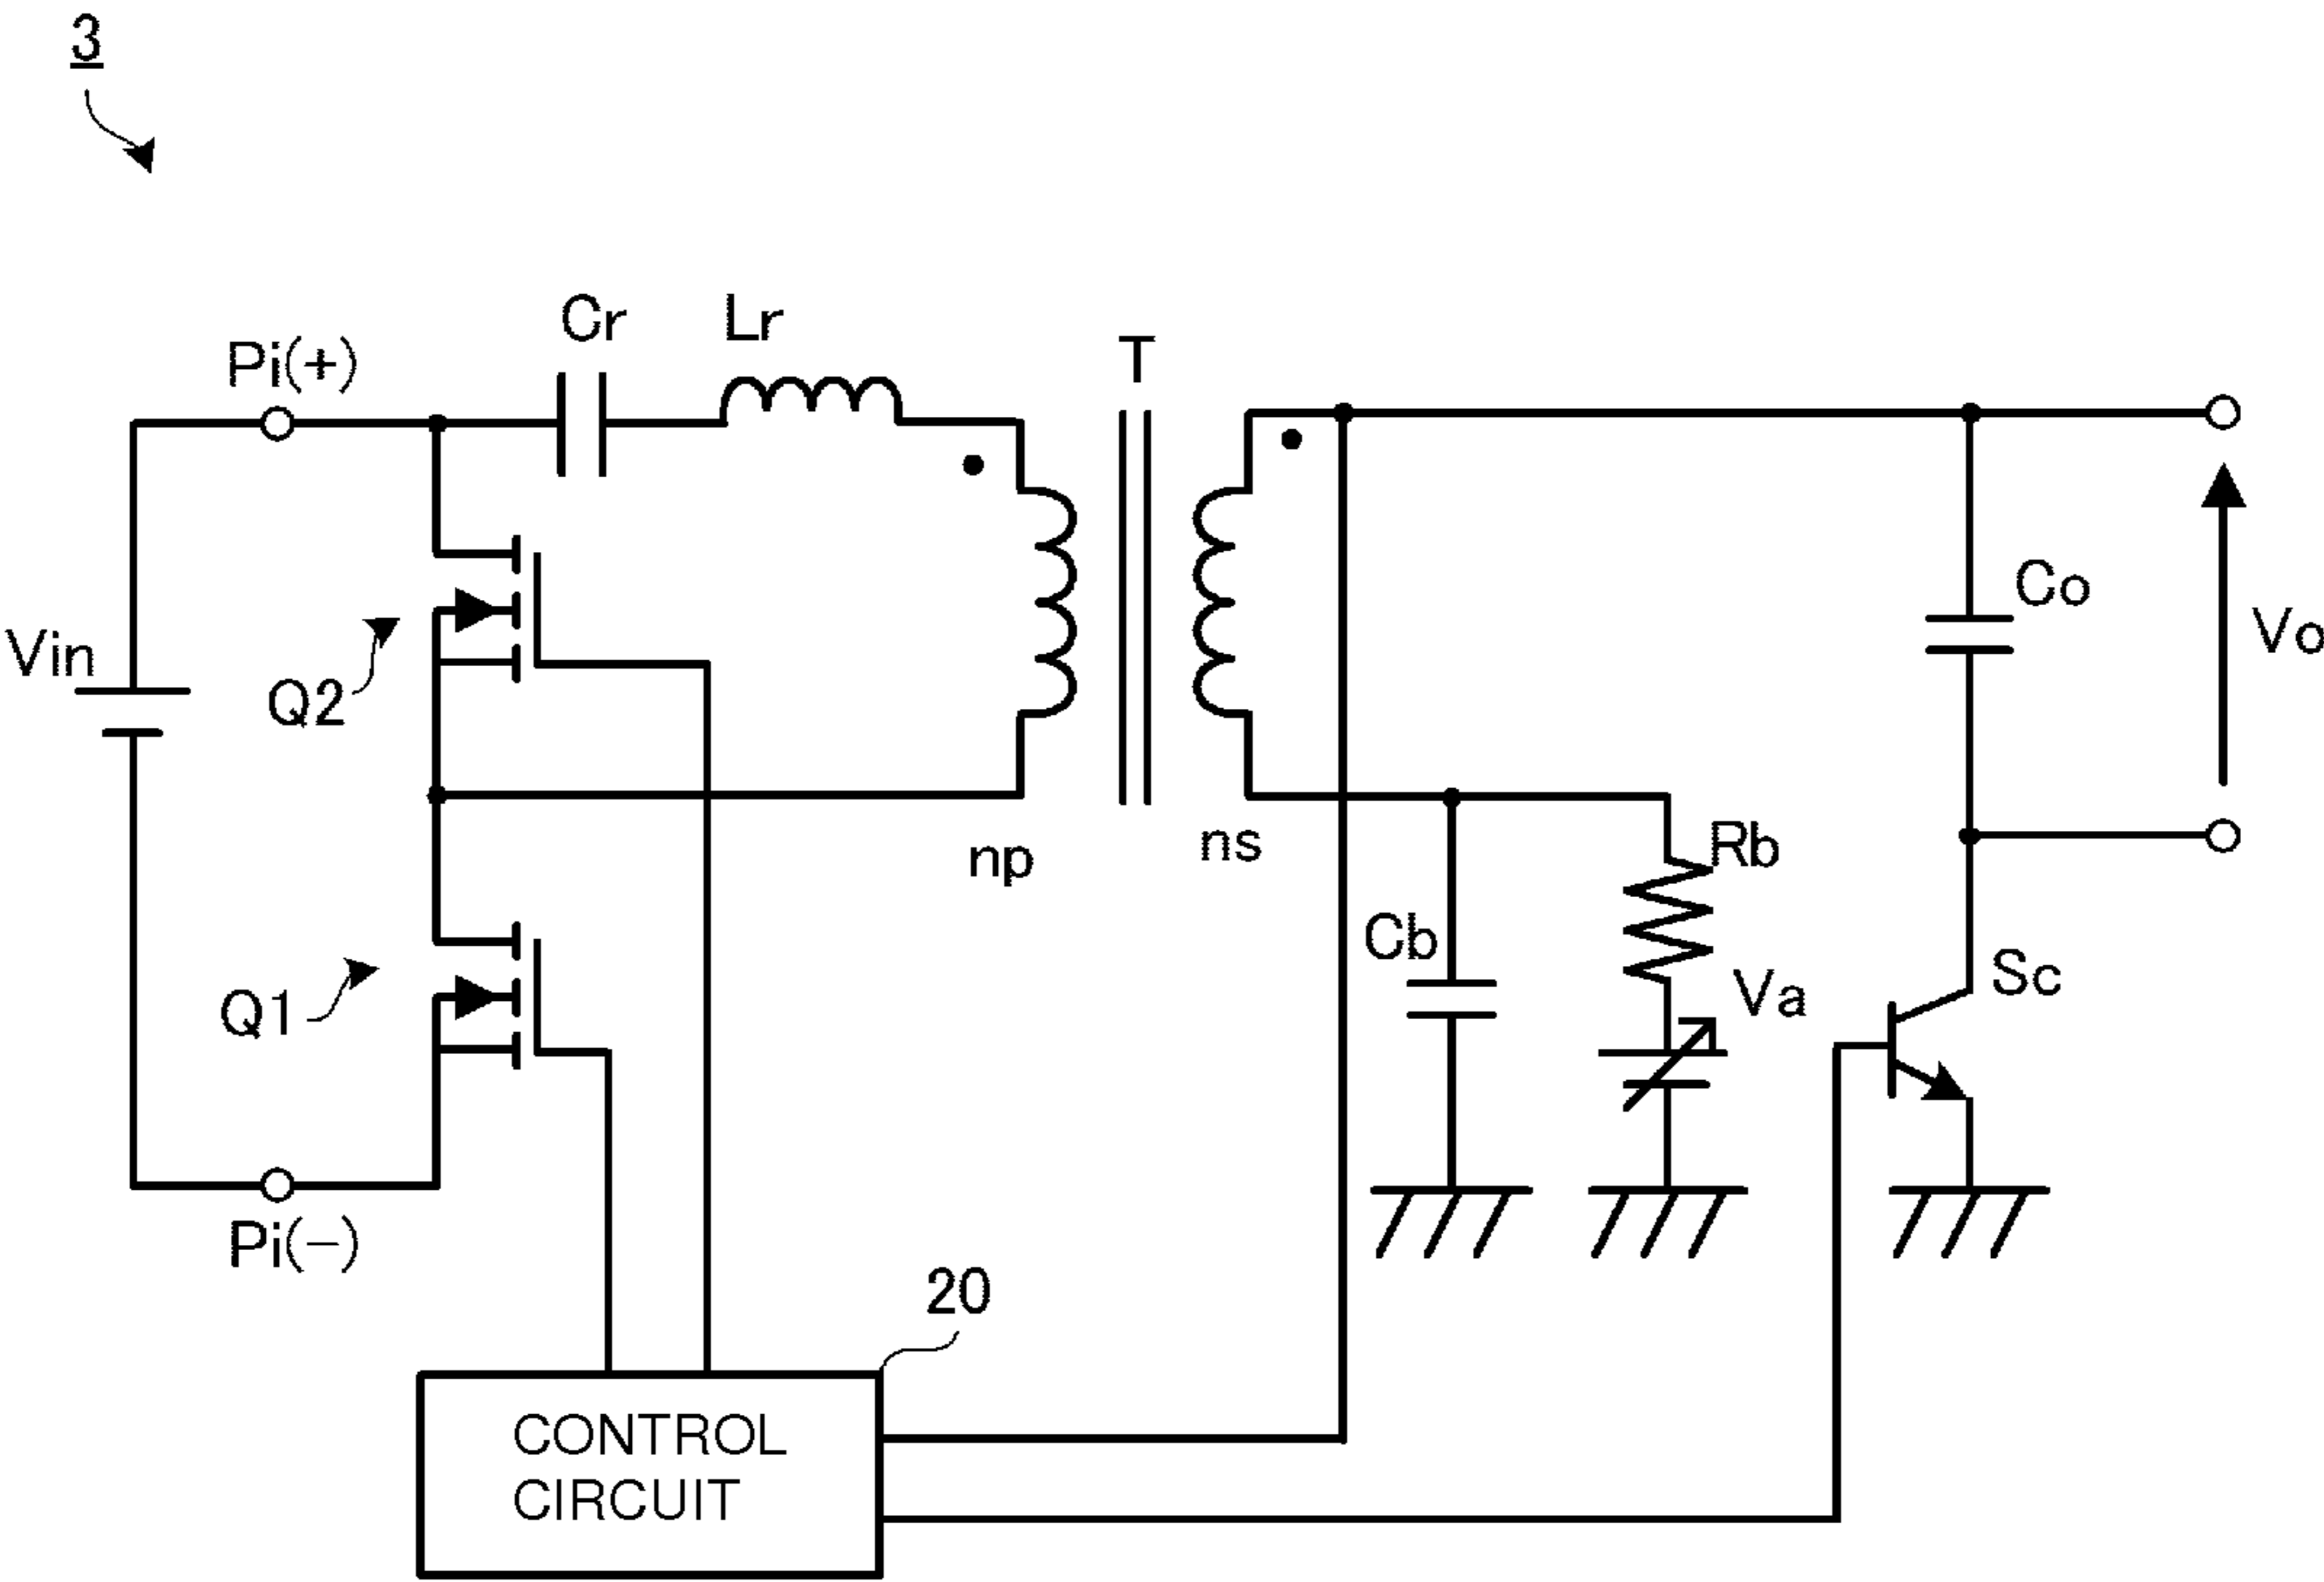 3
Cr
Lr
T
Pi(+)
Co
Vin
Vo
Q2
np
ns
Rb
Cb
Va
Sc
Q1
Pi(−)
20
CONTROL
CIRCUIT